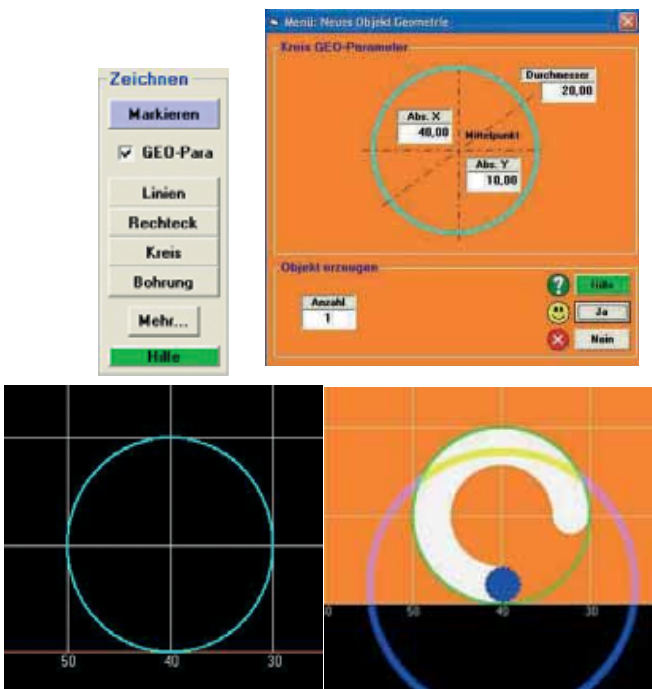 Zeichnen
Markieren
GEO-Para
Linien
Rechteck
Kreis
Bohrung
Mehr...
Hilfe
Menü: Neues Objekt Geometrie
Kreis GEO-Parameter
Durchmesser
20,00
Abs. X
40,00
Mittelpunkt
Abs. Y
10,00
Objekt erzeugen
Anzahl
1
Hilfe
Ja
Nein
50 40 30
0 50 40 30